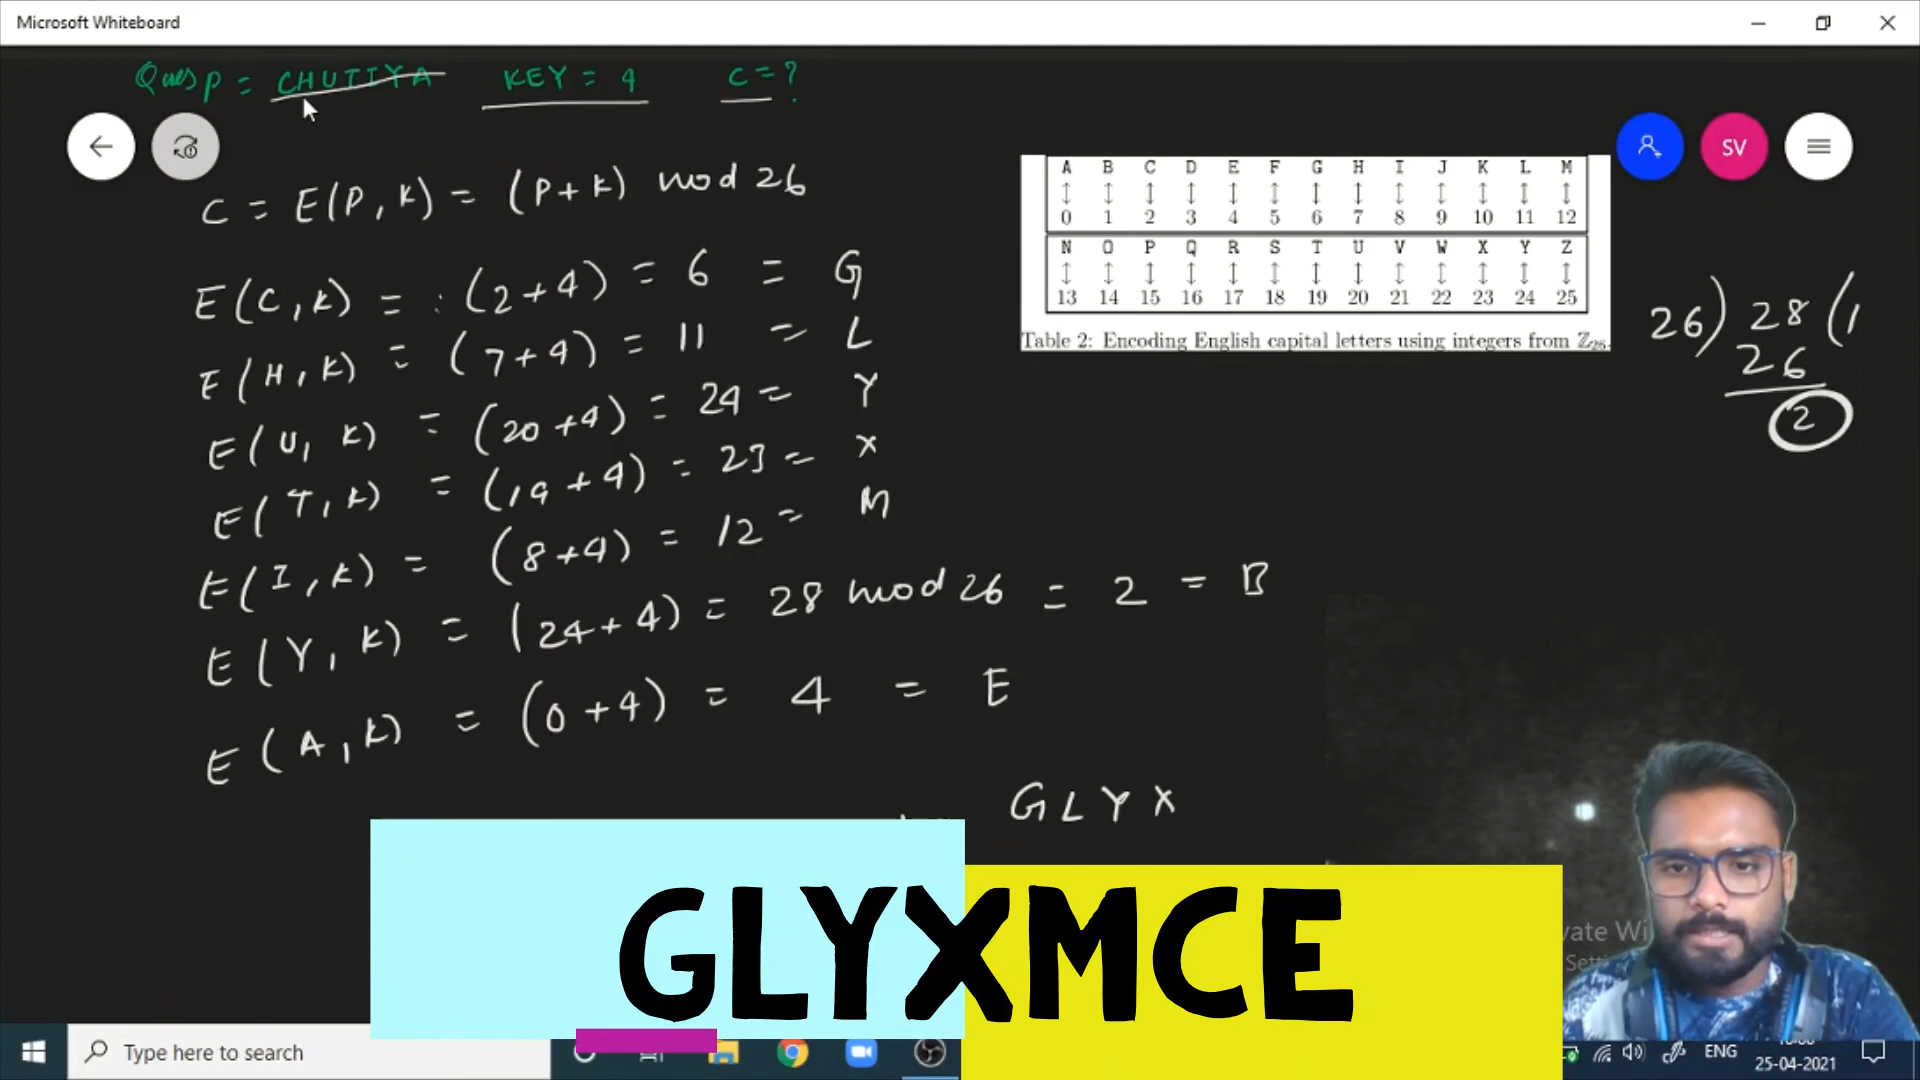 Microsoft Whiteboard
Ques P = CHUTIYA KEY = 4 C = ?
C = E(P, K) = (P+K) mod 26
E(C, K) = (2+4) = 6 = G
E(H, K) = (7+4) = 11 = L
E(U, K) = (20+4) = 24 = Y
E(T, K) = (19+4) = 23 = X
E(I, K) = (8+4) = 12 = M
E(Y, K) = (24+4) = 28 mod 26 = 2 = B
E(A, K) = (0+4) = 4 = E
GLYX
SV
A B C D E F G H I J K L M
↕ ↕ ↕ ↕ ↕ ↕ ↕ ↕ ↕ ↕ ↕ ↕ ↕
0 1 2 3 4 5 6 7 8 9 10 11 12
N O P Q R S T U V W X Y Z
↕ ↕ ↕ ↕ ↕ ↕ ↕ ↕ ↕ ↕ ↕ ↕ ↕
13 14 15 16 17 18 19 20 21 22 23 24 25
Table 2: Encoding English capital letters using integers from ℤ26.
26) 28 (1
26
2
GLYXMCE
vate Wi
Setti
Type here to search
ENG
25-04-2021